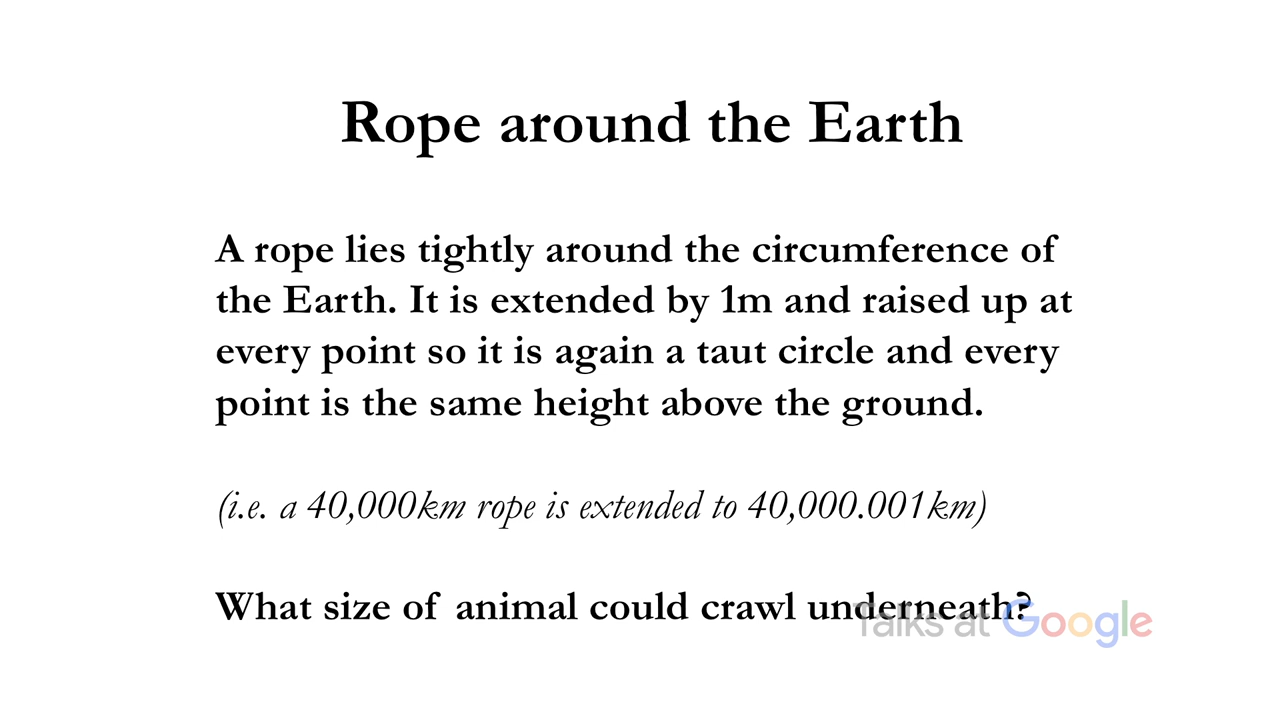 Rope around the Earth
A rope lies tightly around the circumference of
the Earth. It is extended by 1m and raised up at
every point so it is again a taut circle and every
point is the same height above the ground.
(i.e. a 40,000km rope is extended to 40,000.001km)
What size of animal could crawl underneath?
Talks at Google